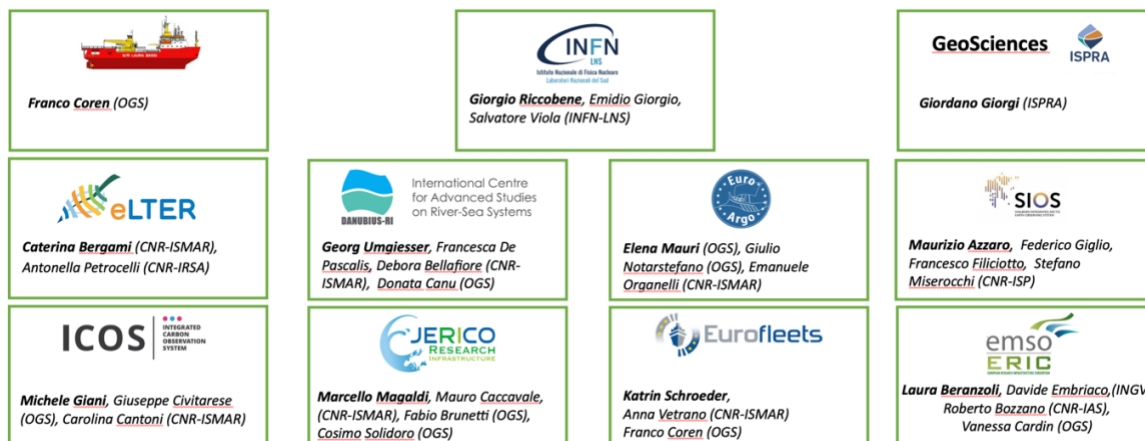 Franco Coren (OGS)
INFN
LNS
Istituto Nazionale di Fisica Nucleare
Laboratori Nazionali del Sud
Giorgio Riccobene, Emidio Giorgio,
Salvatore Viola (INFN-LNS)
GeoSciences
ISPRA
Giordano Giorgi (ISPRA)
eLTER
Caterina Bergami (CNR-ISMAR),
Antonella Petrocelli (CNR-IRSA)
DANUBIUS-RI
International Centre
for Advanced Studies
on River-Sea Systems
Georg Umgiesser, Francesca De
Pascalis, Debora Bellafiore (CNR-
ISMAR), Donata Canu (OGS)
Euro
Argo
Elena Mauri (OGS), Giulio
Notarstefano (OGS), Emanuele
Organelli (CNR-ISMAR)
SIOS
Maurizio Azzaro, Federico Giglio,
Francesco Filiciotto, Stefano
Miserocchi (CNR-ISP)
ICOS
INTEGRATED
CARBON
OBSERVATION
SYSTEM
Michele Giani, Giuseppe Civitarese
(OGS), Carolina Cantoni (CNR-ISMAR)
JERICO
RESEARCH
INFRASTRUCTURE
Marcello Magaldi, Mauro Caccavale,
(CNR-ISMAR), Fabio Brunetti (OGS),
Cosimo Solidoro (OGS)
Eurofleets
Katrin Schroeder,
Anna Vetrano (CNR-ISMAR)
Franco Coren (OGS)
emso
ERIC
Laura Beranzoli, Davide Embriaco,(INGV
Roberto Bozzano (CNR-IAS),
Vanessa Cardin (OGS)